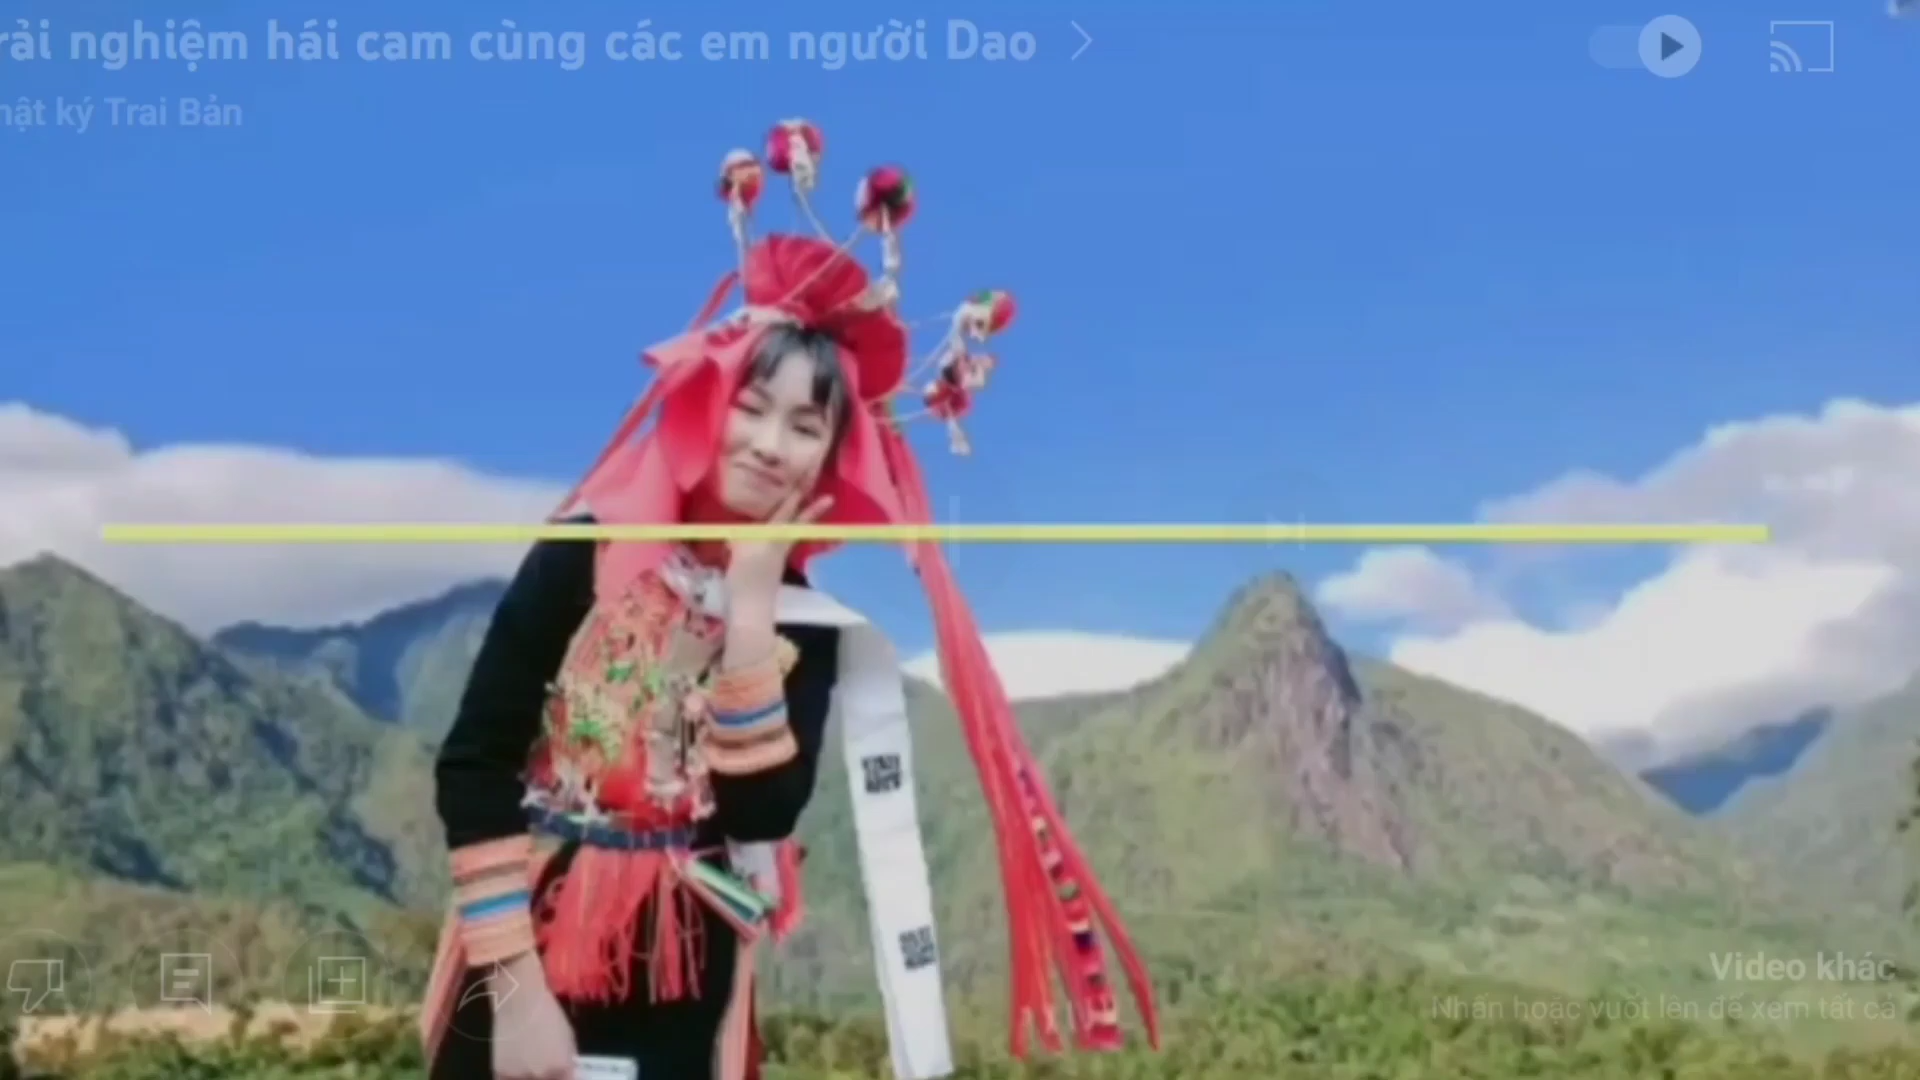 rải nghiệm hái cam cùng các em người Dao
hật ký Trai Bản
Video khác
Nhấn hoặc vuốt lên để xem tất cả